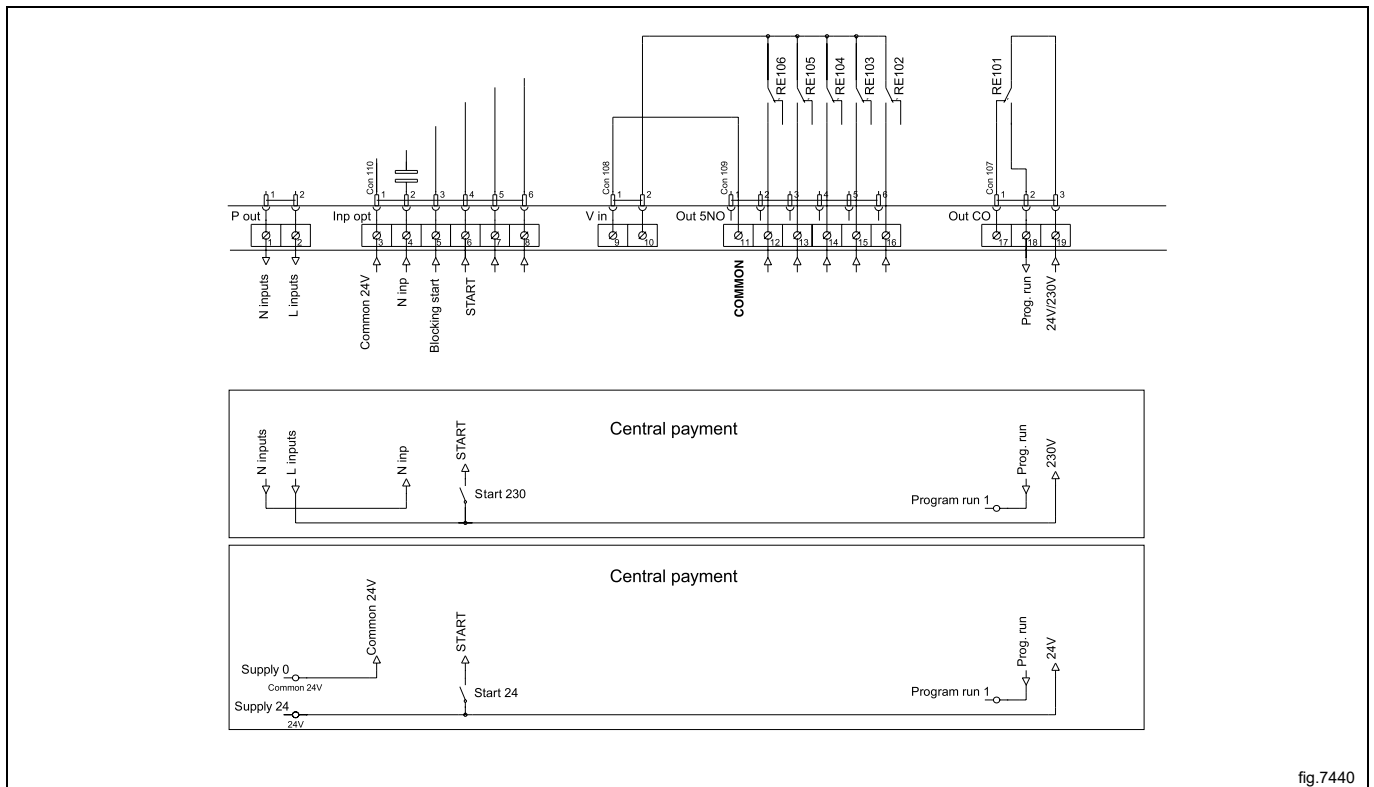 RE106
RE105
RE104
RE103
RE102
RE101
Con 110
Con 108
Con 109
Con 107
1 2 1 2 3 4 5 6 1 2 1 2 3 4 5 6 1 2 3
P out Inp opt V in Out 5NO Out CO
1 2 3 4 5 6 7 8 9 10 11 12 13 14 15 16 17 18 19
N inputs
L inputs
Common 24V
N inp
Blocking start
START
COMMON
Prog. run
24V/230V
Central payment
N inputs
L inputs
N inp
START
Start 230
Program run 1
Prog. run
230V
Central payment
Common 24V
Supply 0
Common 24V
Supply 24
24V
START
Start 24
Program run 1
Prog. run
24V
fig.7440